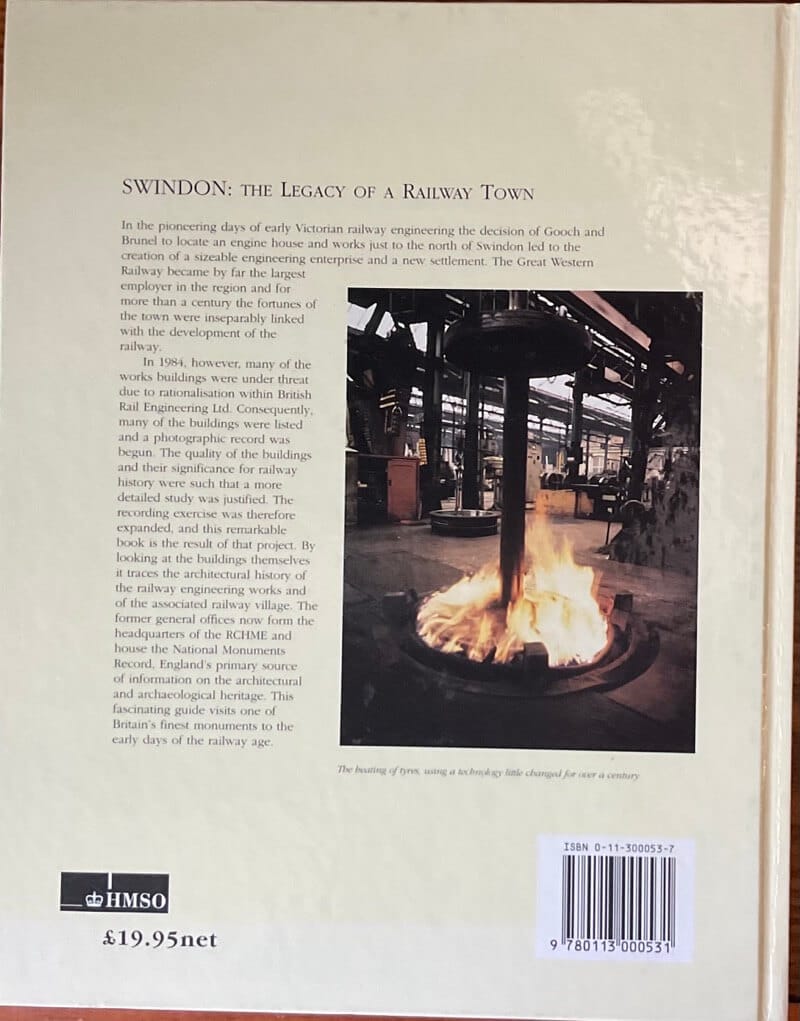 SWINDON: THE LEGACY OF A RAILWAY TOWN
In the pioneering days of early Victorian railway engineering the decision of Gooch and
Brunel to locate an engine house and works just to the north of Swindon led to the
creation of a sizeable engineering enterprise and a new settlement. The Great Western
Railway became by far the largest
employer in the region and for
more than a century the fortunes of
the town were inseparably linked
with the development of the
railway.
In 1984, however, many of the
works buildings were under threat
due to rationalisation within British
Rail Engineering Ltd. Consequently,
many of the buildings were listed
and a photographic record was
begun. The quality of the buildings
and their significance for railway
history were such that a more
detailed study was justified. The
recording exercise was therefore
expanded, and this remarkable
book is the result of that project. By
looking at the buildings themselves
it traces the architectural history of
the railway engineering works and
of the associated railway village. The
former general offices now form the
headquarters of the RCHME and
house the National Monuments
Record, England's primary source
of information on the architectural
and archaeological heritage. This
fascinating guide visits one of
Britain's finest monuments to the
early days of the railway age.
The heating of tyres, using a technology little changed for over a century
HMSO
£19.95net
ISBN 0-11-300053-7
9 780113 000531